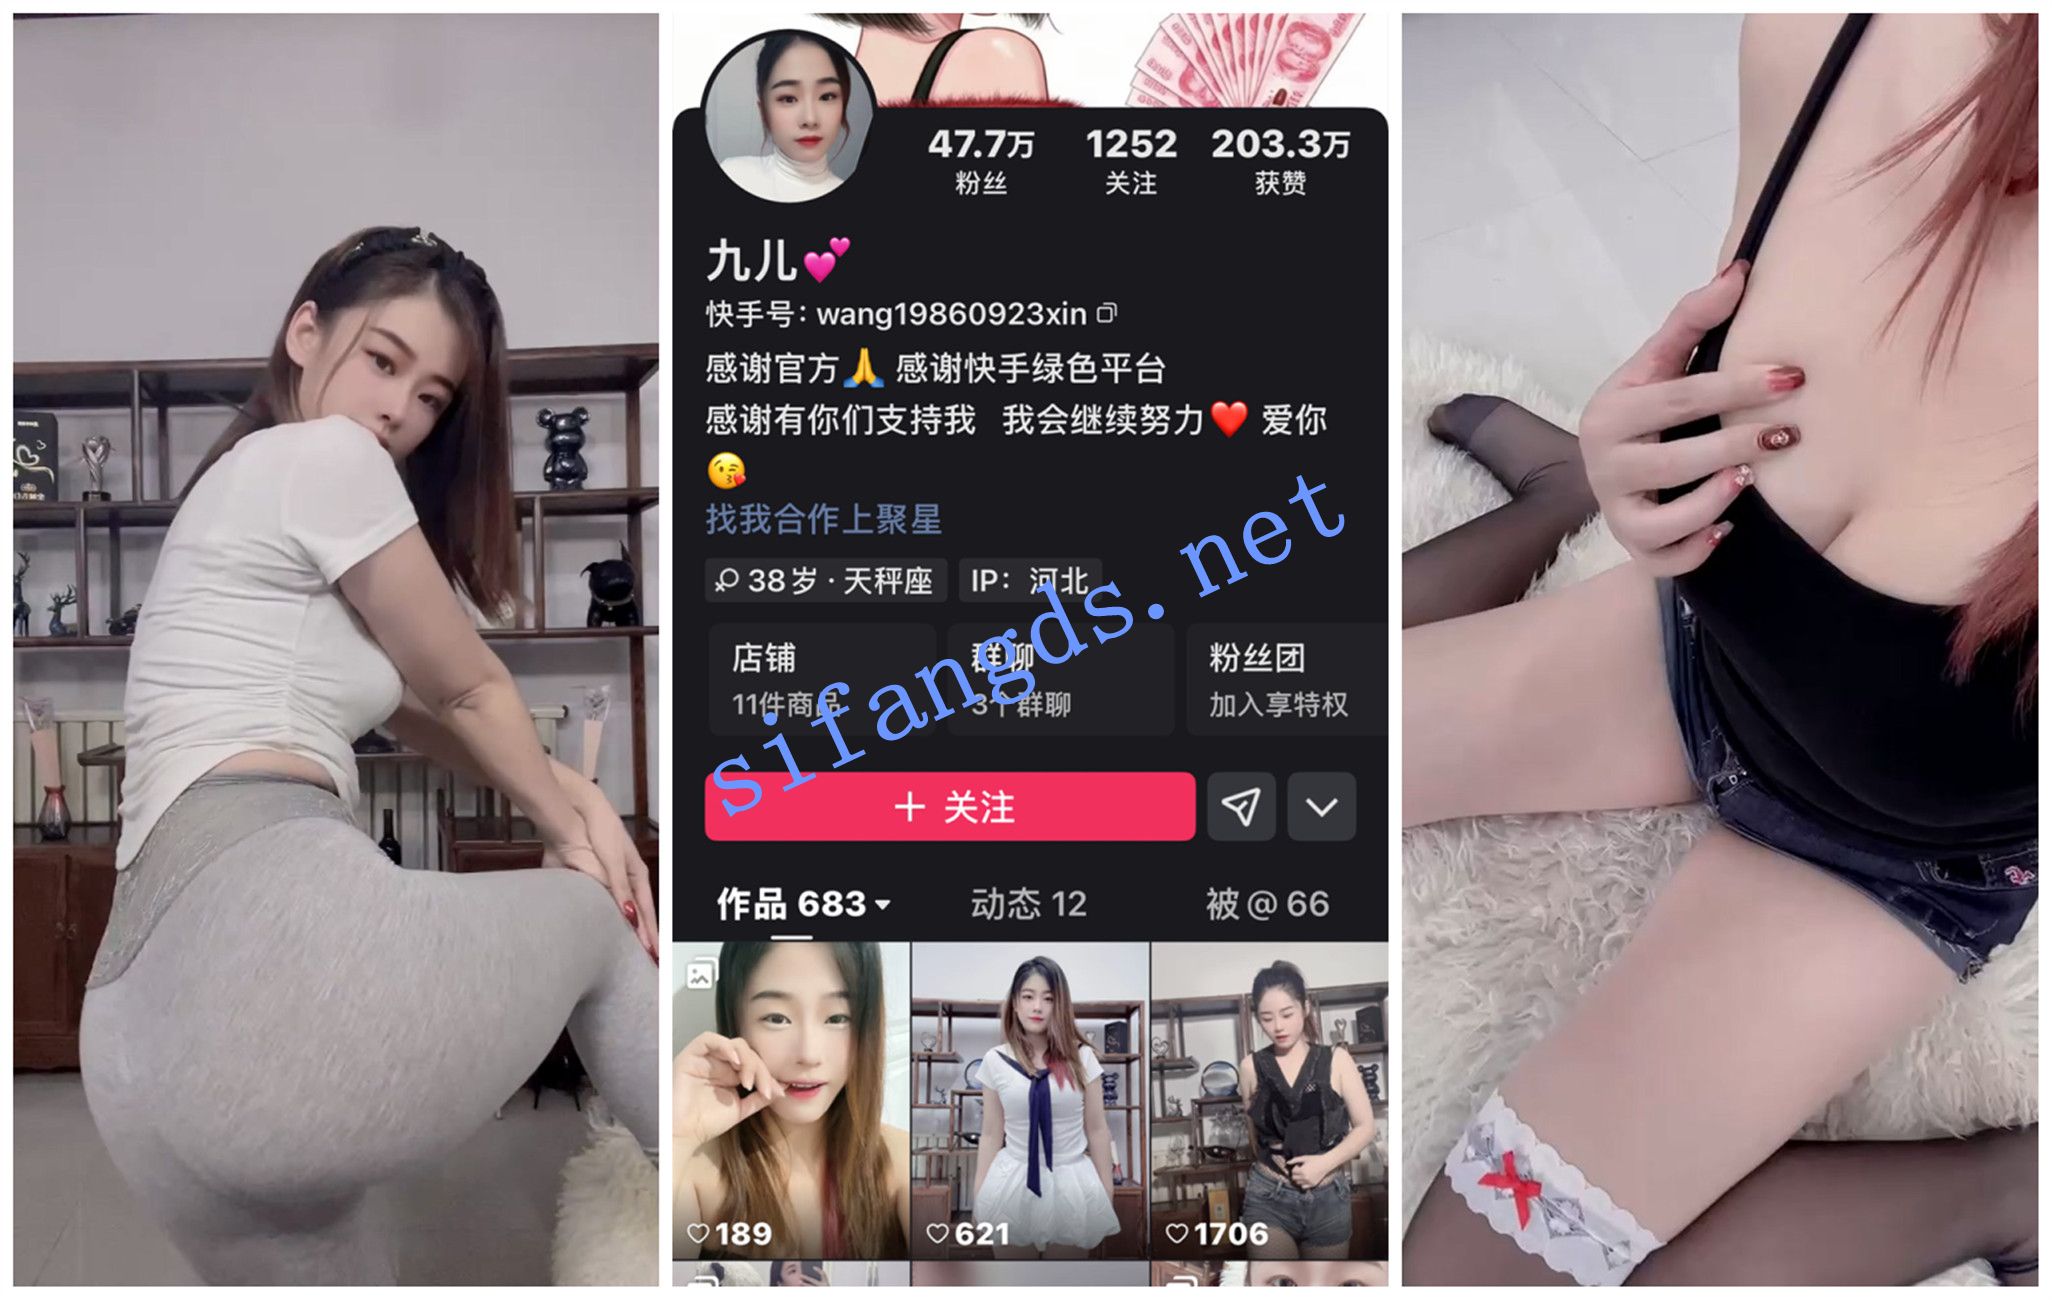 47.7万
1252
203.3万
粉丝
关注
获赞
九儿💕
快手号：wang19860923xin
感谢官方🙏 感谢快手绿色平台
感谢有你们支持我 我会继续努力❤️ 爱你
😘
找我合作上聚星
38岁 · 天秤座
IP：河北
店铺
群聊
粉丝团
11件商品
3个群聊
加入享特权
sifangds.net
+ 关注
作品 683
动态 12
被@ 66
189
621
1706